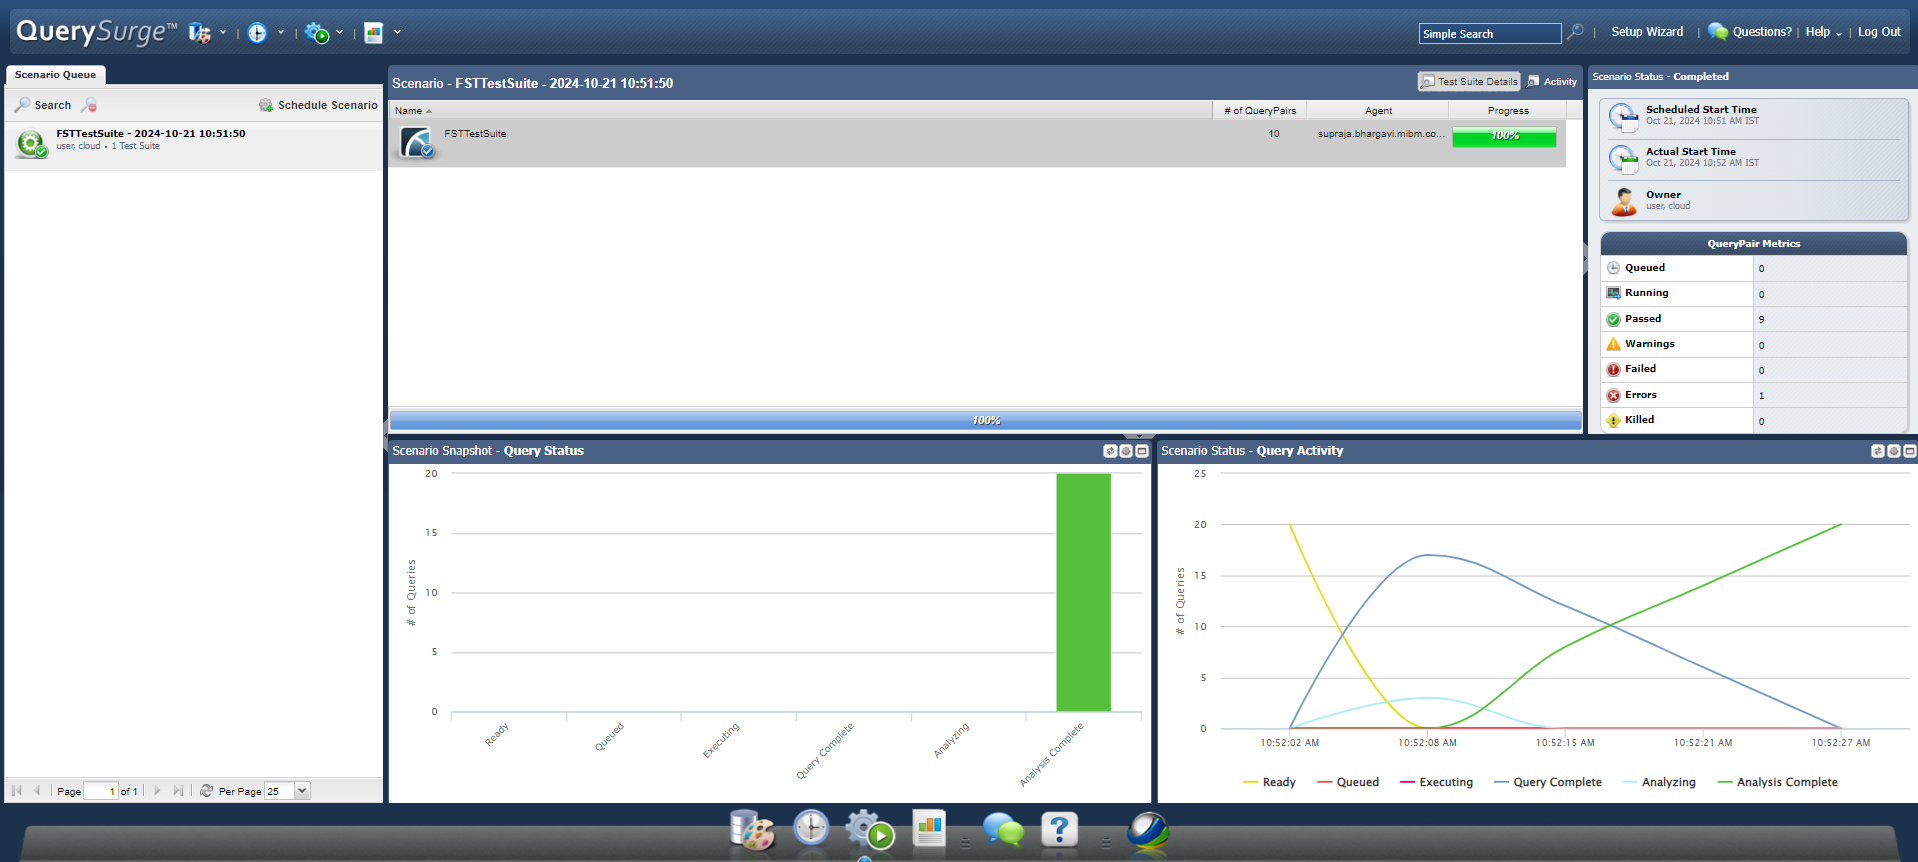 QuerySurge™
Simple Search
Setup Wizard
Questions?
Help
Log Out
Scenario Queue
Search
Schedule Scenario
FSTTestSuite - 2024-10-21 10:51:50
user, cloud • 1 Test Suite
Page 1 of 1
Per Page 25
Scenario - FSTTestSuite - 2024-10-21 10:51:50
Test Suite Details
Activity
Name # of QueryPairs Agent Progress
FSTTestSuite 10 supraja.bhargavi.mibm.co... 100%
100%
Scenario Status - Completed
Scheduled Start Time
Oct 21, 2024 10:51 AM IST
Actual Start Time
Oct 21, 2024 10:52 AM IST
Owner
user, cloud
QueryPair Metrics
Queued 0
Running 0
Passed 9
Warnings 0
Failed 0
Errors 1
Killed 0
Scenario Snapshot - Query Status
20
15
10
5
0
# of Queries
Ready
Queued
Executing
Query Complete
Analyzing
Analysis Complete
Scenario Status - Query Activity
25
20
15
10
5
0
# of Queries
10:52:02 AM
10:52:08 AM
10:52:15 AM
10:52:21 AM
10:52:27 AM
Ready
Queued
Executing
Query Complete
Analyzing
Analysis Complete